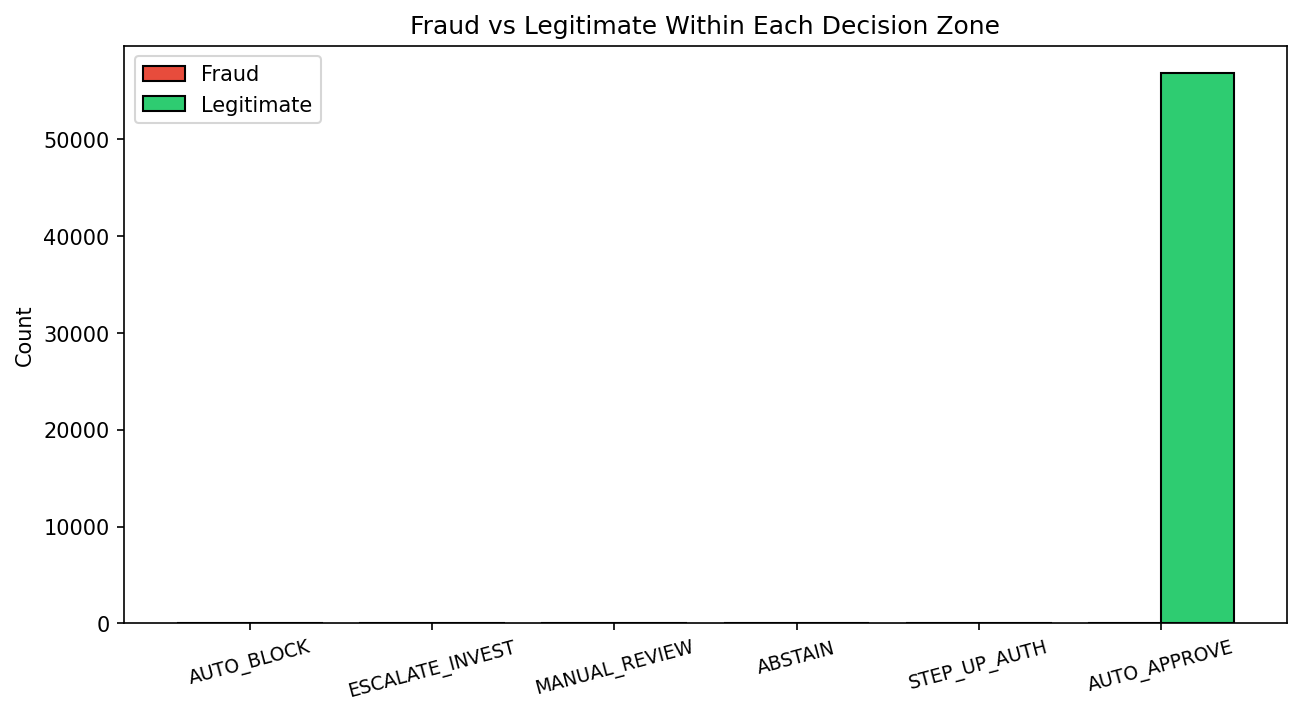 Fraud vs Legitimate Within Each Decision Zone
Fraud
Legitimate
Count
50000
40000
30000
20000
10000
0
AUTO_BLOCK
ESCALATE_INVEST
MANUAL_REVIEW
ABSTAIN
STEP_UP_AUTH
AUTO_APPROVE